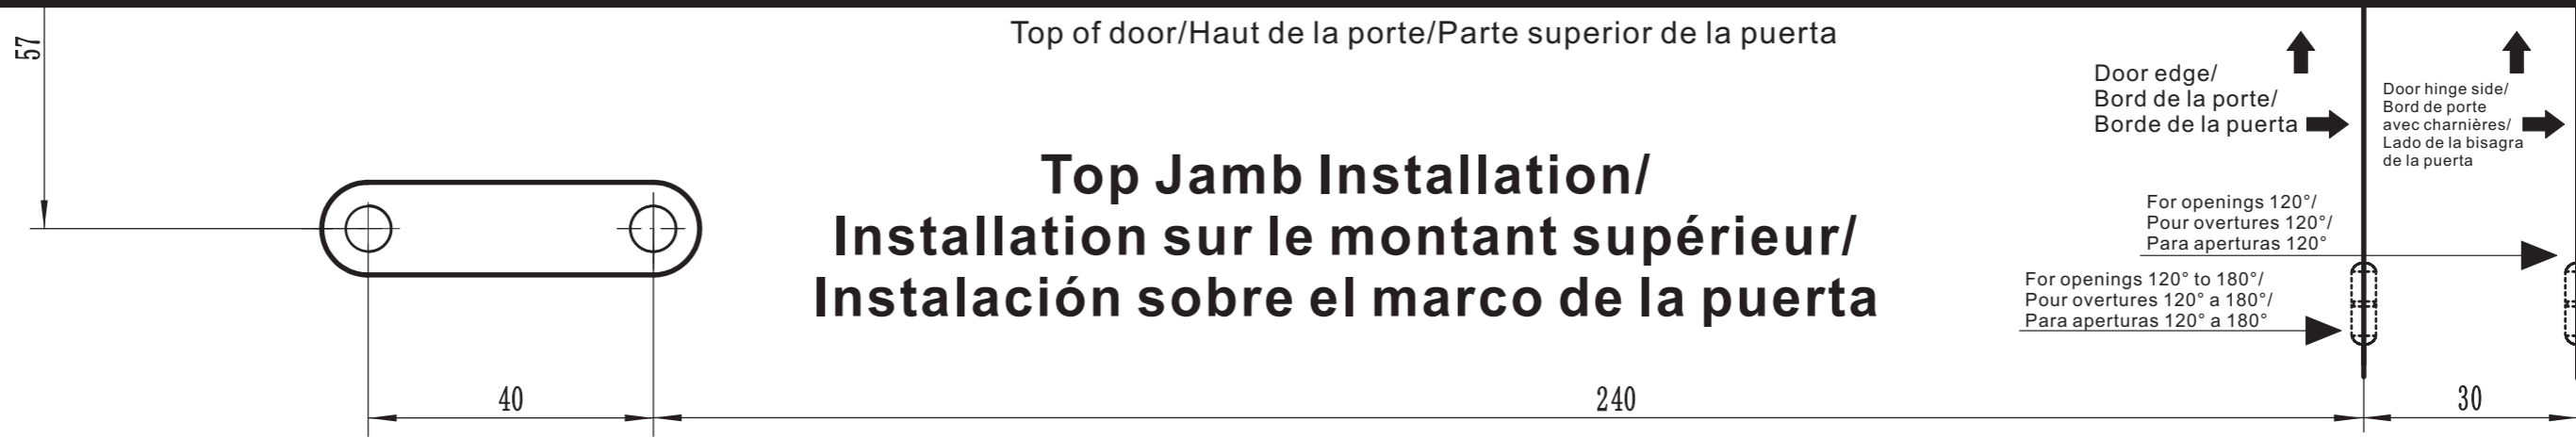 57
Top of door/Haut de la porte/Parte superior de la puerta
Door edge/
Bord de la porte/
Borde de la puerta
Door hinge side/
Bord de porte
avec charnières/
Lado de la bisagra
de la puerta
Top Jamb Installation/
Installation sur le montant supérieur/
Instalación sobre el marco de la puerta
For openings 120°/
Pour overtures 120°/
Para aperturas 120°
For openings 120° to 180°/
Pour overtures 120° a 180°/
Para aperturas 120° a 180°
40
240
30